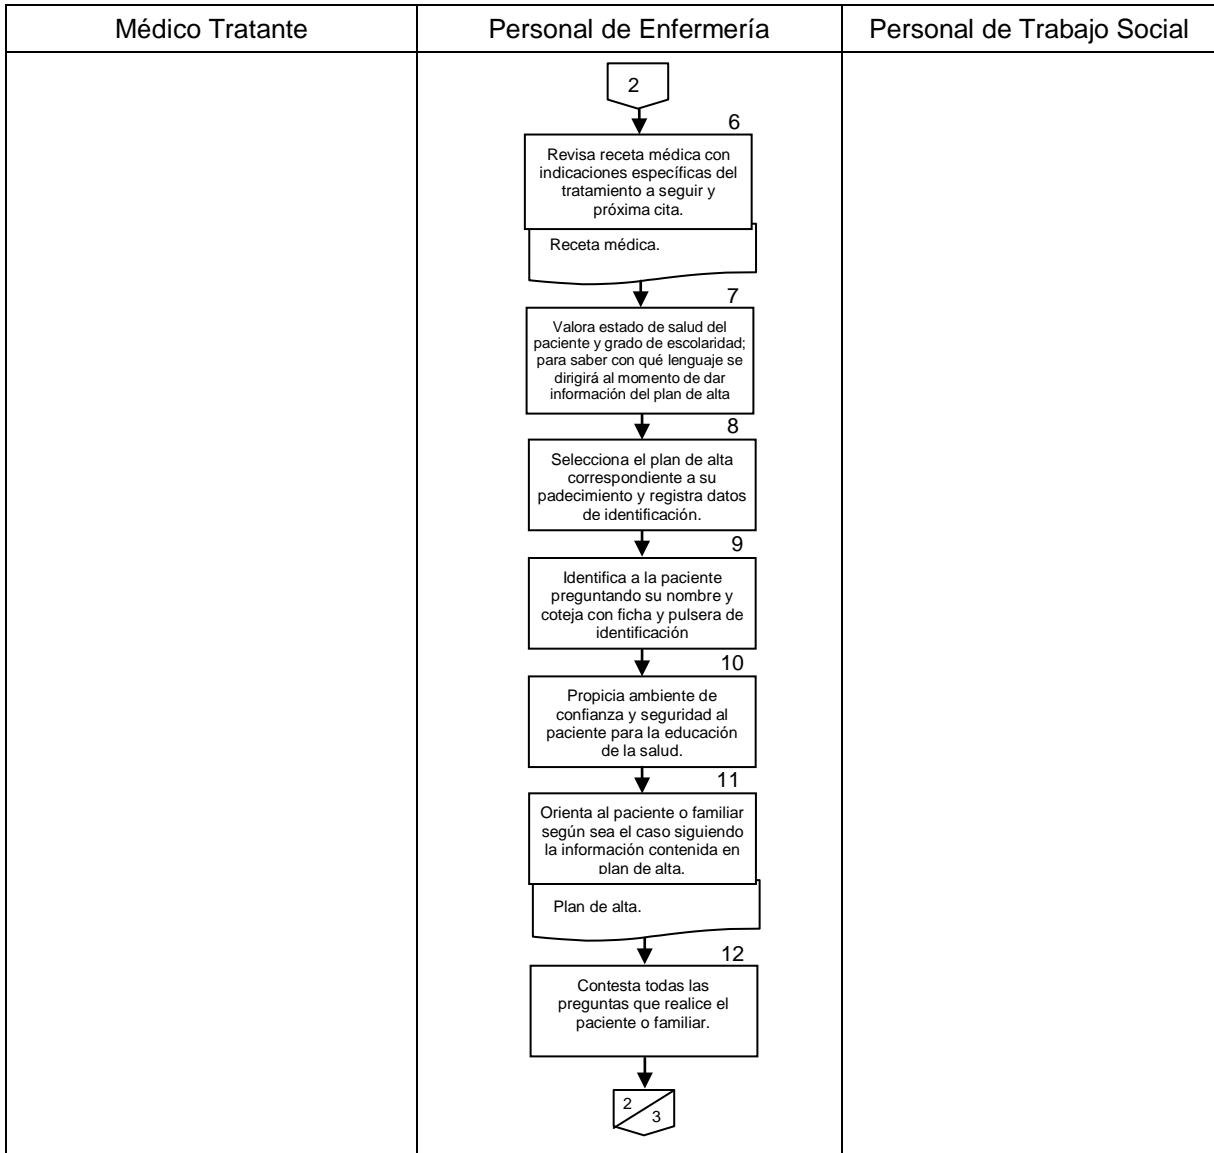 Médico Tratante
Personal de Enfermería
Personal de Trabajo Social
2
6
Revisa receta médica con
indicaciones específicas del
tratamiento a seguir y
próxima cita.
Receta médica.
7
Valora estado de salud del
paciente y grado de escolaridad;
para saber con qué lenguaje se
dirigirá al momento de dar
información del plan de alta
8
Selecciona el plan de alta
correspondiente a su
padecimiento y registra datos
de identificación.
9
Identifica a la paciente
preguntando su nombre y
coteja con ficha y pulsera de
identificación
10
Propicia ambiente de
confianza y seguridad al
paciente para la educación
de la salud.
11
Orienta al paciente o familiar
según sea el caso siguiendo
la información contenida en
plan de alta.
Plan de alta.
12
Contesta todas las
preguntas que realice el
paciente o familiar.
2
3